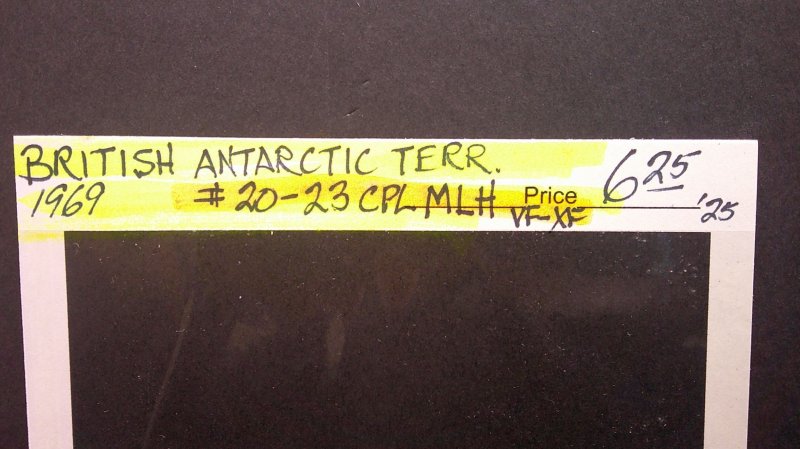 BRITISH ANTARCTIC TERR.
1969 # 20-23 CPL MLH Price 6 25
VF-XF '25